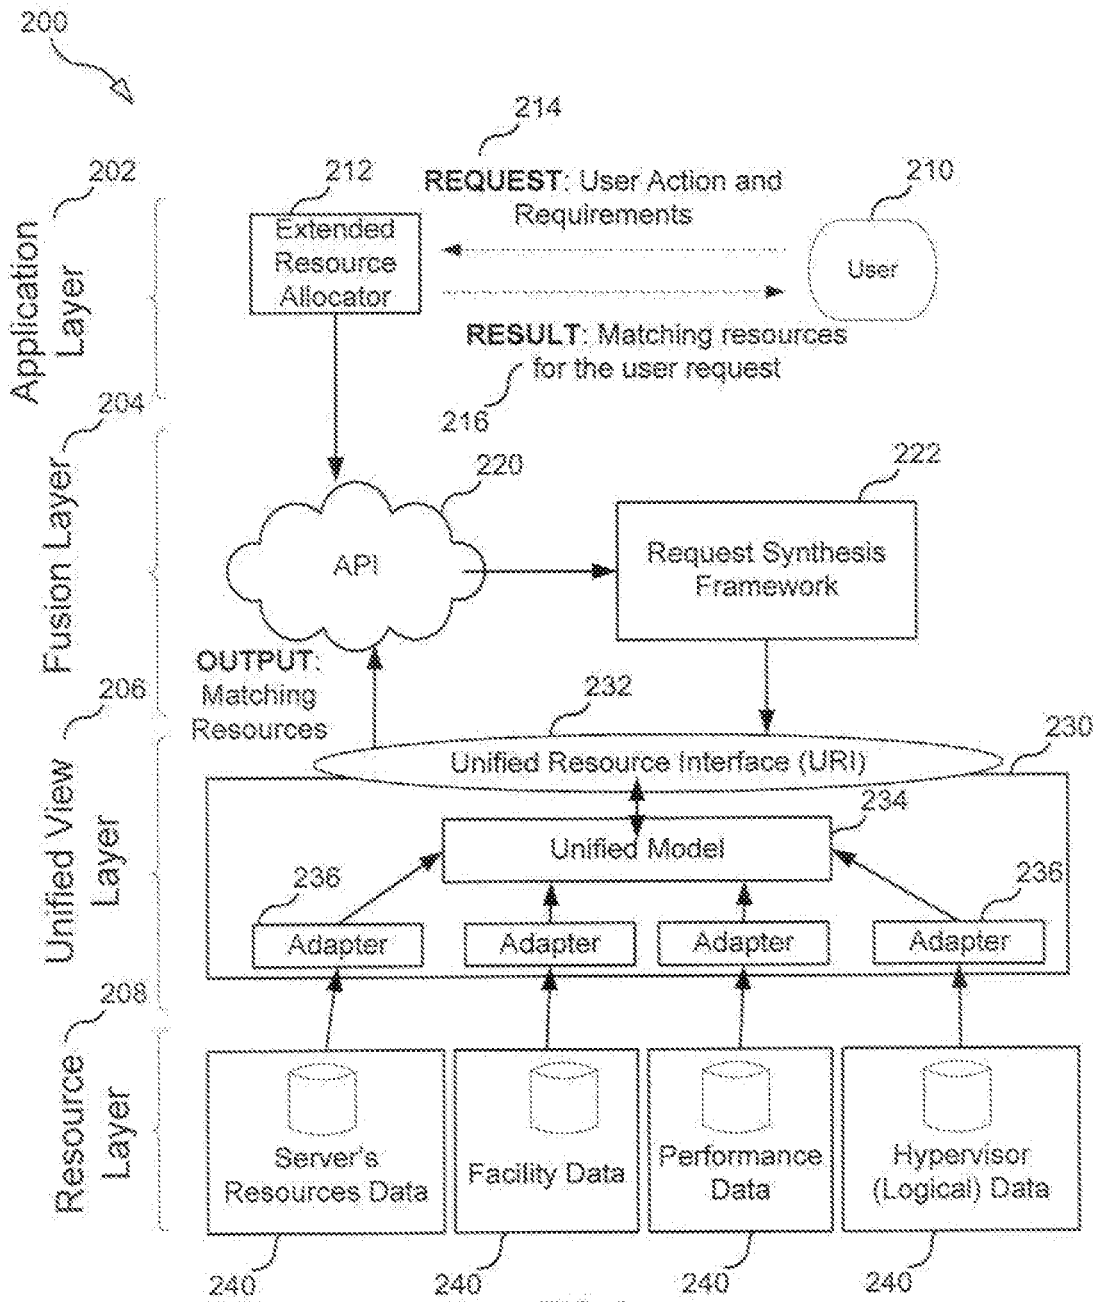 200
214
202
212
REQUEST: User Action and
Requirements
210
Extended
Resource
Allocator
User
Application
Layer
RESULT: Matching resources
for the user request
216
204
220
222
Fusion Layer
API
Request Synthesis
Framework
OUTPUT:
Matching
Resources
206
232
230
Unified Resource Interface (URI)
Unified View
Layer
234
Unified Model
236
236
Adapter
Adapter
Adapter
Adapter
208
Resource
Layer
Server's
Resources Data
Facility Data
Performance
Data
Hypervisor
(Logical) Data
240
240
240
240